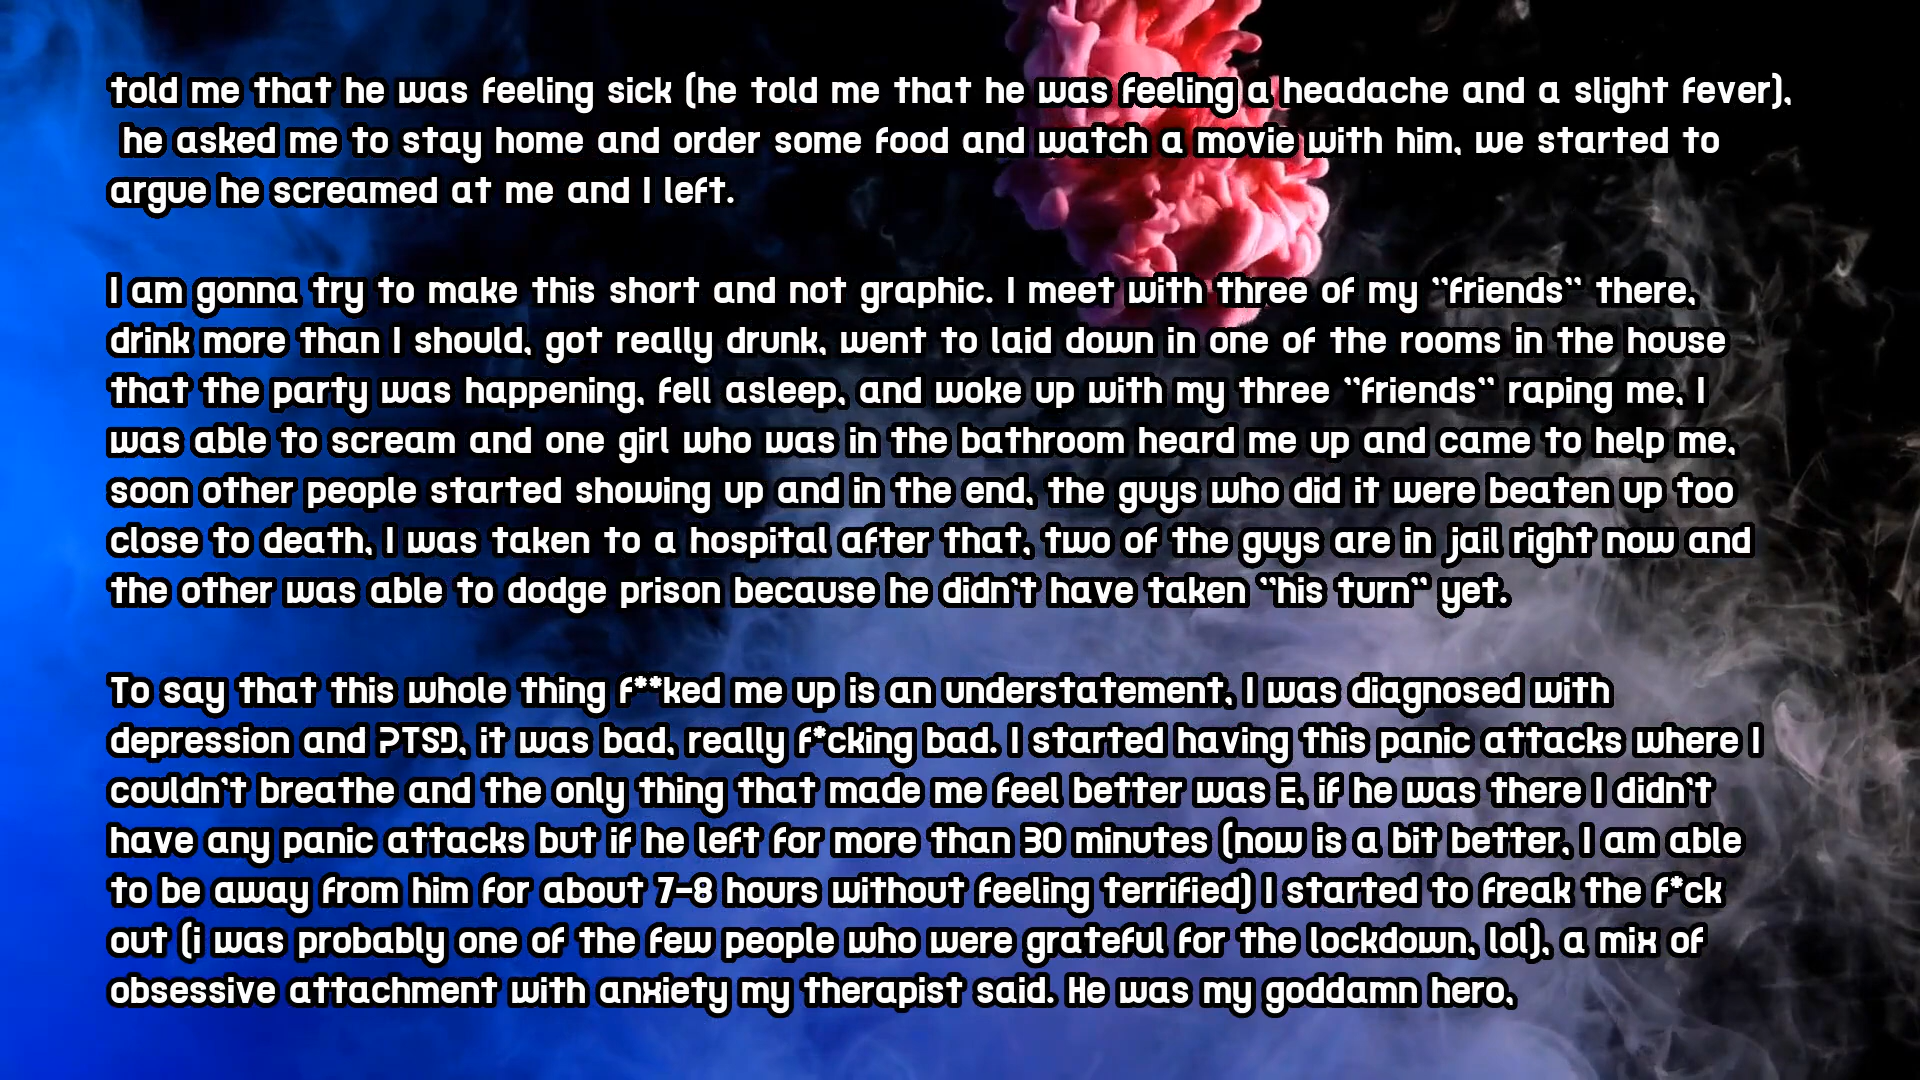 told me that he was feeling sick (he told me that he was feeling a headache and a slight fever),
he asked me to stay home and order some food and watch a movie with him, we started to
argue he screamed at me and I left.
I am gonna try to make this short and not graphic. I meet with three of my "friends" there,
drink more than I should, got really drunk, went to laid down in one of the rooms in the house
that the party was happening, fell asleep, and woke up with my three "friends" raping me, I
was able to scream and one girl who was in the bathroom heard me up and came to help me,
soon other people started showing up and in the end, the guys who did it were beaten up too
close to death, I was taken to a hospital after that, two of the guys are in jail right now and
the other was able to dodge prison because he didn't have taken "his turn" yet.
To say that this whole thing f**ked me up is an understatement, I was diagnosed with
depression and PTSD, it was bad, really f*cking bad. I started having this panic attacks where I
couldn't breathe and the only thing that made me feel better was E, if he was there I didn't
have any panic attacks but if he left for more than 30 minutes (now is a bit better, I am able
to be away from him for about 7-8 hours without feeling terrified) I started to freak the f*ck
out (i was probably one of the few people who were grateful for the lockdown, lol), a mix of
obsessive attachment with anxiety my therapist said. He was my goddamn hero,